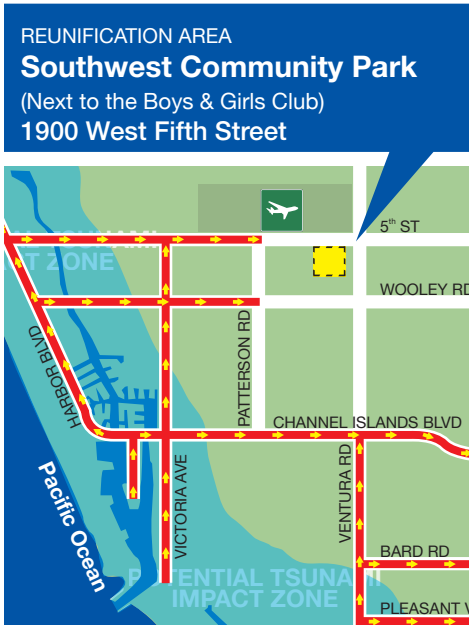 REUNIFICATION AREA
Southwest Community Park
(Next to the Boys & Girls Club)
1900 West Fifth Street
5th ST
ZONE
WOOLEY RD
HARBOR BLVD
PATTERSON RD
CHANNEL ISLANDS BLVD
Pacific Ocean
VICTORIA AVE
VENTURA RD
BARD RD
POTENTIAL TSUNAMI
IMPACT ZONE
PLEASANT V